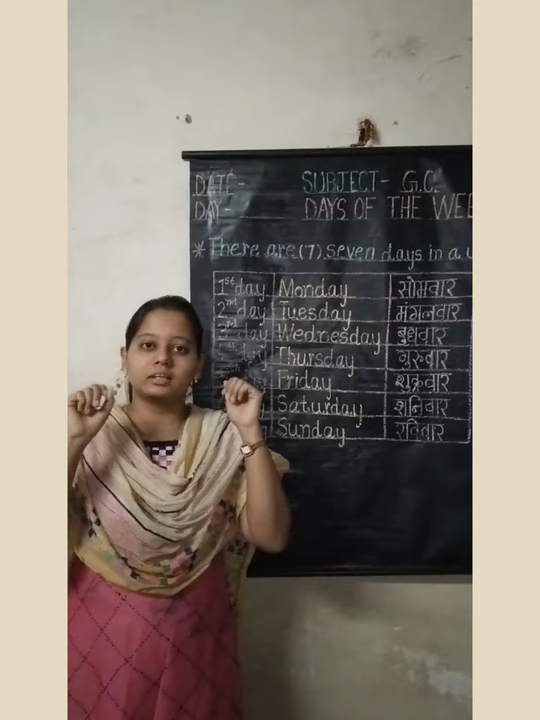 DATE-
SUBJECT- G.C.
DAY-
DAYS OF THE WEE
* There are (7) seven days in a
1st day Monday सोमवार
2nd day Tuesday मंगलवार
3rd day Wednesday बुधवार
Thursday गुरुवार
Friday शुक्रवार
Saturday शनिवार
Sunday रविवार